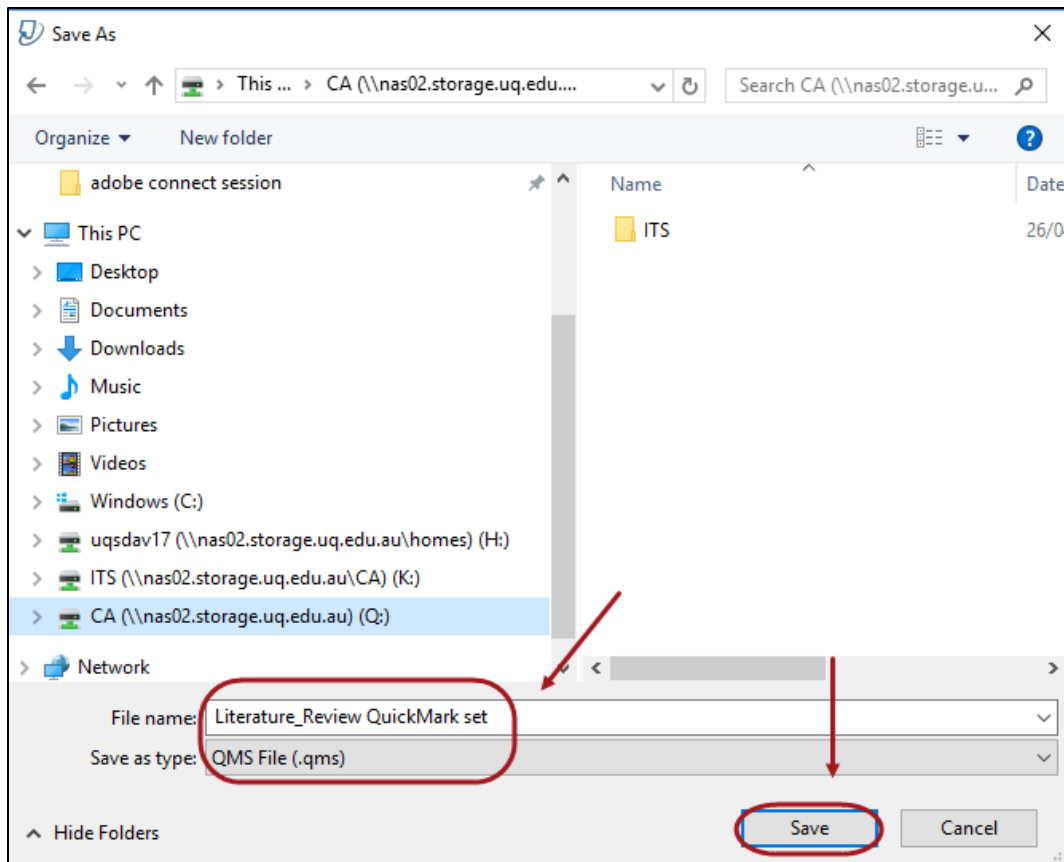 Save As
This ... > CA (\\nas02.storage.uq.edu....
Search CA (\\nas02.storage.u...
Organize
New folder
adobe connect session
Name
Date
This PC
ITS
26/0
Desktop
Documents
Downloads
Music
Pictures
Videos
Windows (C:)
uqsdav17 (\\nas02.storage.uq.edu.au\homes) (H:)
ITS (\\nas02.storage.uq.edu.au\CA) (K:)
CA (\\nas02.storage.uq.edu.au) (Q:)
Network
File name: Literature_Review QuickMark set
Save as type: QMS File (.qms)
Hide Folders
Save
Cancel